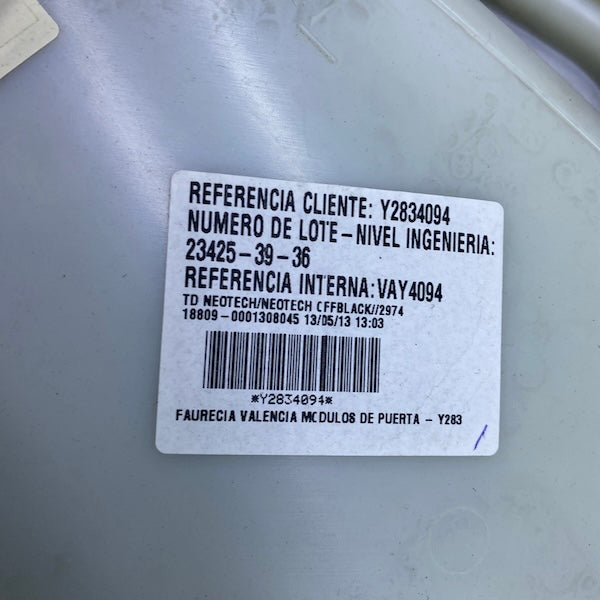 REFERENCIA CLIENTE: Y2834094
NUMERO DE LOTE-NIVEL INGENIERIA:
23425-39-36
REFERENCIA INTERNA:VAY4094
TD NEOTECH/NEOTECH OFFBLACK//2974
18809-0001308045 13/05/13 13:03
*Y2834094*
FAURECIA VALENCIA MODULOS DE PUERTA - Y283